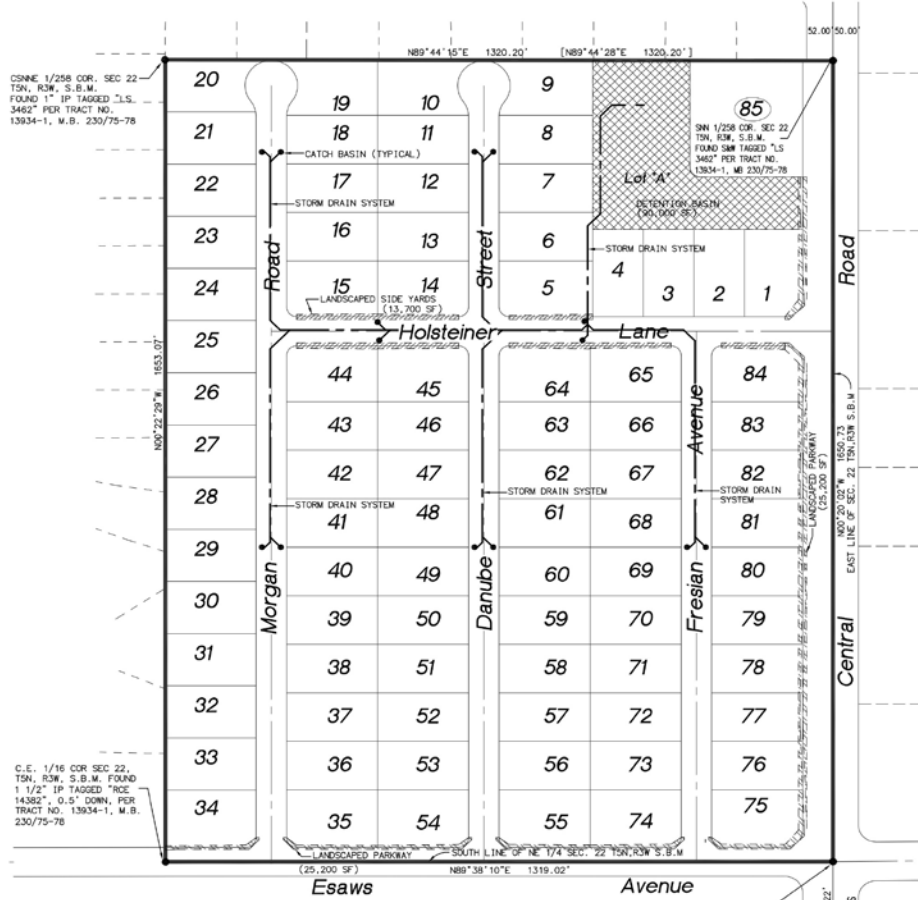 52.00'50.00'
N89°44'15"E 1320.20' [N89°44'28"E 1320.20']
CSNNE 1/258 COR. SEC 22
T5N, R3W, S.B.M.
FOUND 1" IP TAGGED "LS
3462" PER TRACT NO.
13934-1, M.B. 230/75-78
20
19
10
9
85
SNN 1/258 COR. SEC 22
T5N, R3W, S.B.M.
FOUND S&W TAGGED "LS
3462" PER TRACT NO.
13934-1, MB 230/75-78
21
18
11
8
CATCH BASIN (TYPICAL)
22
17
12
7
Lot "A"
STORM DRAIN SYSTEM
DETENTION BASIN
(90,000 SF)
23
16
13
6
STORM DRAIN SYSTEM
Road
Street
Road
24
15
14
5
4
3
2
1
LANDSCAPED SIDE YARDS
(13,700 SF)
25
Holsteiner Lane
N00°22'29"W 1653.07'
26
44
45
64
65
84
27
43
46
63
66
Avenue
83
28
42
47
62
67
82
STORM DRAIN SYSTEM
STORM DRAIN SYSTEM
STORM DRAIN
SYSTEM
41
48
61
68
81
LANDSCAPED PARKWAY
(25,200 SF)
N00°20'02"W 1650.73
EAST LINE OF SEC. 22 T5N,R3W S.B.M
29
40
49
60
69
80
30
39
50
59
70
79
Morgan
Danube
Fresian
Central
31
38
51
58
71
78
32
37
52
57
72
77
33
36
53
56
73
76
C.E. 1/16 COR SEC 22,
T5N, R3W, S.B.M. FOUND
1 1/2" IP TAGGED "RCE
14382", 0.5' DOWN, PER
TRACT NO. 13934-1, M.B.
230/75-78
34
35
54
55
74
75
LANDSCAPED PARKWAY
(25,200 SF)
SOUTH LINE OF NE 1/4 SEC. 22 T5N,R3W S.B.M
N89°38'10"E 1319.02'
Esaws Avenue
22'
S